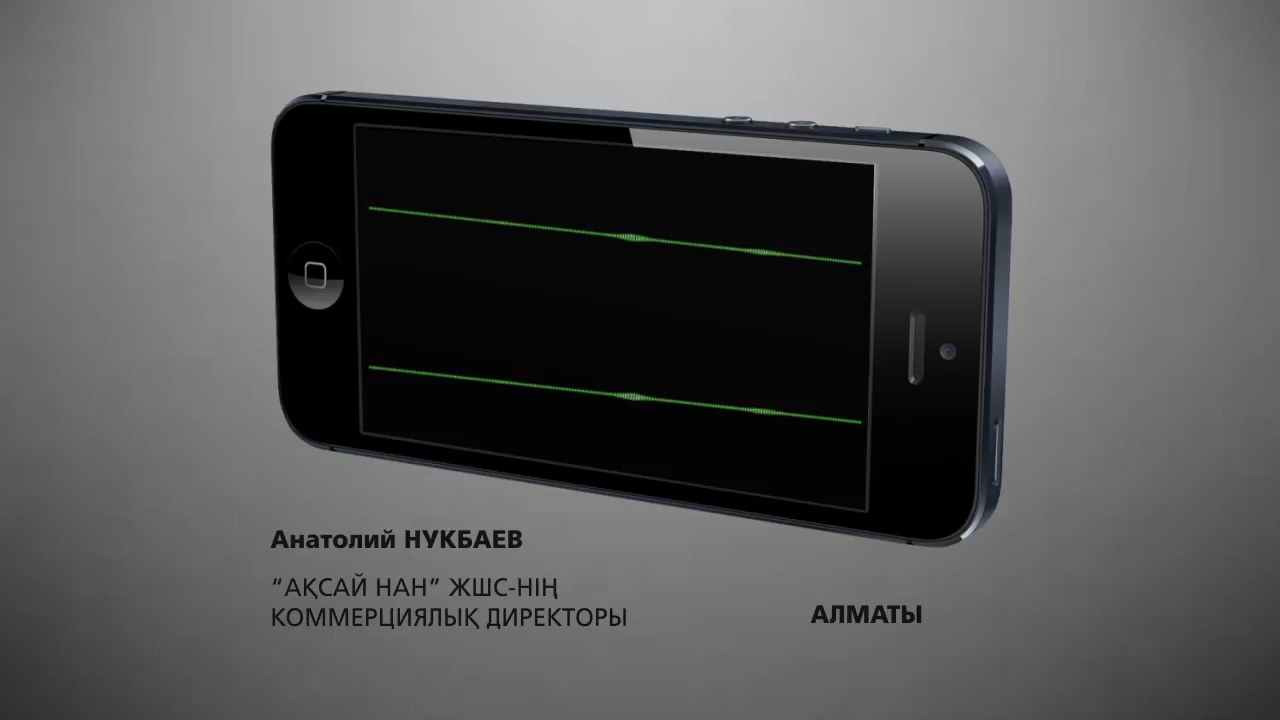 Анатолий НУКБАЕВ
“АҚСАЙ НАН” ЖШС-НІҢ
КОММЕРЦИЯЛЫҚ ДИРЕКТОРЫ
АЛМАТЫ